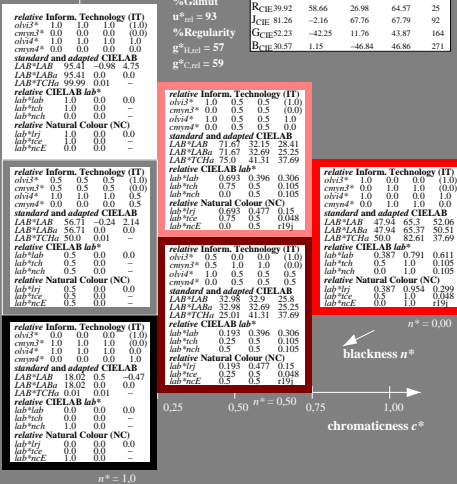 %Gamut
u*rel = 93
%Regularity
g*H,rel = 57
g*C,rel = 59
RCIE 39.92 58.66 26.98 64.57 25
JCIE 81.26 -2.16 67.76 67.79 92
GCIE 52.23 -42.25 11.76 43.87 164
BCIE 30.57 1.15 -46.84 46.86 271
relative Inform. Technology (IT)
olvi3* 1.0 1.0 1.0 (1.0)
cmyn3* 0.0 0.0 0.0 (0.0)
olvi4* 1.0 1.0 1.0 1.0
cmyn4* 0.0 0.0 0.0 0.0
standard and adapted CIELAB
LAB*LAB 95.41 -0.98 4.75
LAB*LABa 95.41 0.0 0.0
LAB*TCHa 99.99 0.01 –
relative CIELAB lab*
lab*lab 1.0 0.0 0.0
lab*tch 1.0 0.0 –
lab*nch 0.0 0.0 –
relative Natural Colour (NC)
lab*lrj 1.0 0.0 0.0
lab*tce 1.0 0.0 –
lab*ncE 0.0 0.0 –
relative Inform. Technology (IT)
olvi3* 1.0 0.5 0.5 (1.0)
cmyn3* 0.0 0.5 0.5 (0.0)
olvi4* 1.0 0.5 0.5 1.0
cmyn4* 0.0 0.5 0.5 0.0
standard and adapted CIELAB
LAB*LAB 71.67 32.15 28.41
LAB*LABa 71.67 32.69 25.25
LAB*TCHa 75.0 41.31 37.69
relative CIELAB lab*
lab*lab 0.693 0.396 0.306
lab*tch 0.75 0.5 0.105
lab*nch 0.0 0.5 0.105
relative Natural Colour (NC)
lab*lrj 0.693 0.477 0.15
lab*tce 0.75 0.5 0.048
lab*ncE 0.0 0.5 r19j
relative Inform. Technology (IT)
olvi3* 0.5 0.5 0.5 (1.0)
cmyn3* 0.5 0.5 0.5 (0.0)
olvi4* 1.0 1.0 1.0 0.5
cmyn4* 0.0 0.0 0.0 0.5
standard and adapted CIELAB
LAB*LAB 56.71 -0.24 2.14
LAB*LABa 56.71 0.0 0.0
LAB*TCHa 50.0 0.01 –
relative CIELAB lab*
lab*lab 0.5 0.0 0.0
lab*tch 0.5 0.0 –
lab*nch 0.5 0.0 –
relative Natural Colour (NC)
lab*lrj 0.5 0.0 0.0
lab*tce 0.5 0.0 –
lab*ncE 0.5 0.0 –
relative Inform. Technology (IT)
olvi3* 1.0 0.0 0.0 (1.0)
cmyn3* 0.0 1.0 1.0 (0.0)
olvi4* 1.0 0.0 0.0 1.0
cmyn4* 0.0 1.0 1.0 0.0
standard and adapted CIELAB
LAB*LAB 47.94 65.3 52.06
LAB*LABa 47.94 65.37 50.51
LAB*TCHa 50.0 82.61 37.69
relative CIELAB lab*
lab*lab 0.387 0.791 0.611
lab*tch 0.5 1.0 0.105
lab*nch 0.0 1.0 0.105
relative Natural Colour (NC)
lab*lrj 0.387 0.954 0.299
lab*tce 0.5 1.0 0.048
lab*ncE 0.0 1.0 r19j
relative Inform. Technology (IT)
olvi3* 0.5 0.0 0.0 (1.0)
cmyn3* 0.5 1.0 1.0 (0.0)
olvi4* 1.0 0.5 0.5 0.5
cmyn4* 0.0 0.5 0.5 0.5
standard and adapted CIELAB
LAB*LAB 32.98 32.9 25.8
LAB*LABa 32.98 32.69 25.25
LAB*TCHa 25.01 41.31 37.69
relative CIELAB lab*
lab*lab 0.193 0.396 0.306
lab*tch 0.25 0.5 0.105
lab*nch 0.5 0.5 0.105
relative Natural Colour (NC)
lab*lrj 0.193 0.477 0.15
lab*tce 0.25 0.5 0.048
lab*ncE 0.5 0.5 r19j
relative Inform. Technology (IT)
olvi3* 0.0 0.0 0.0 (1.0)
cmyn3* 1.0 1.0 1.0 (0.0)
olvi4* 1.0 1.0 1.0 0.0
cmyn4* 0.0 0.0 0.0 1.0
standard and adapted CIELAB
LAB*LAB 18.02 0.5 -0.47
LAB*LABa 18.02 0.0 0.0
LAB*TCHa 0.01 0.01 –
relative CIELAB lab*
lab*lab 0.0 0.0 0.0
lab*tch 0.0 0.0 –
lab*nch 1.0 0.0 –
relative Natural Colour (NC)
lab*lrj 0.0 0.0 0.0
lab*tce 0.0 0.0 –
lab*ncE 1.0 0.0 –
n* = 0,00
blackness n*
n* = 0,50
0,25 0,50 0,75 1,00
chromaticness c*
n* = 1,0